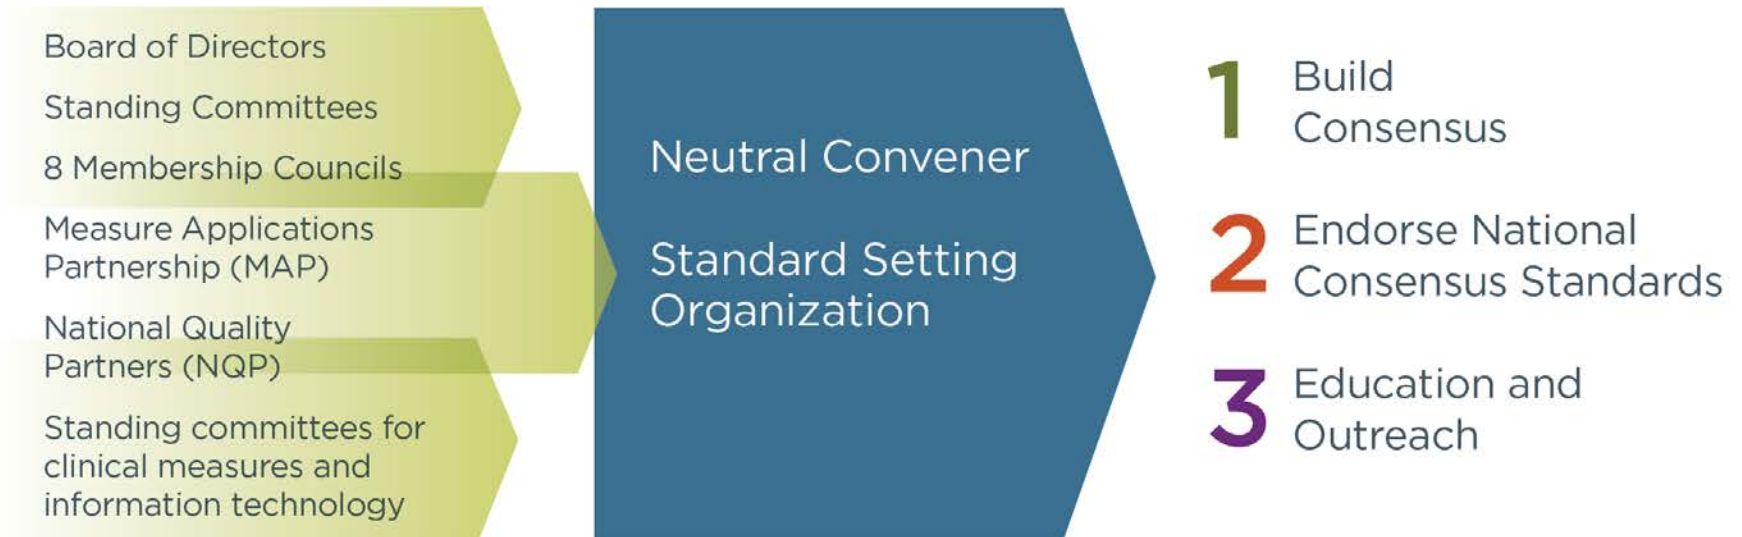 Board of Directors
Standing Committees
8 Membership Councils
Measure Applications
Partnership (MAP)
National Quality
Partners (NQP)
Standing committees for
clinical measures and
information technology
Neutral Convener
Standard Setting
Organization
1 Build
Consensus
2 Endorse National
Consensus Standards
3 Education and
Outreach